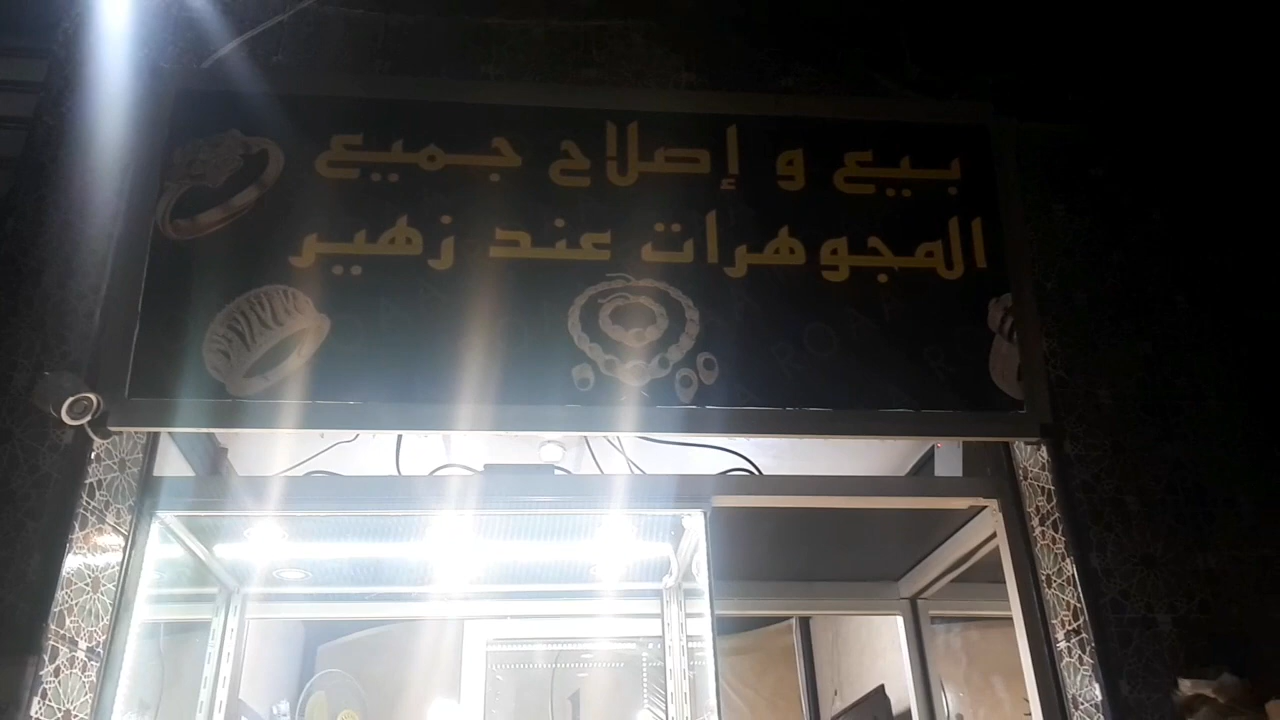 بيع و إصلاح جميع
المجوهرات عند زهير